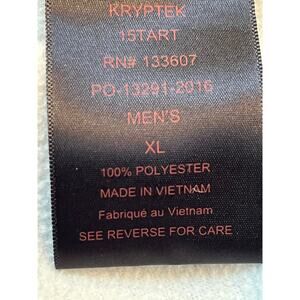 KRYPTEK
15TART
RN# 133607
PO-13291-2016
MEN'S
XL
100% POLYESTER
MADE IN VIETNAM
Fabriqué au Vietnam
SEE REVERSE FOR CARE